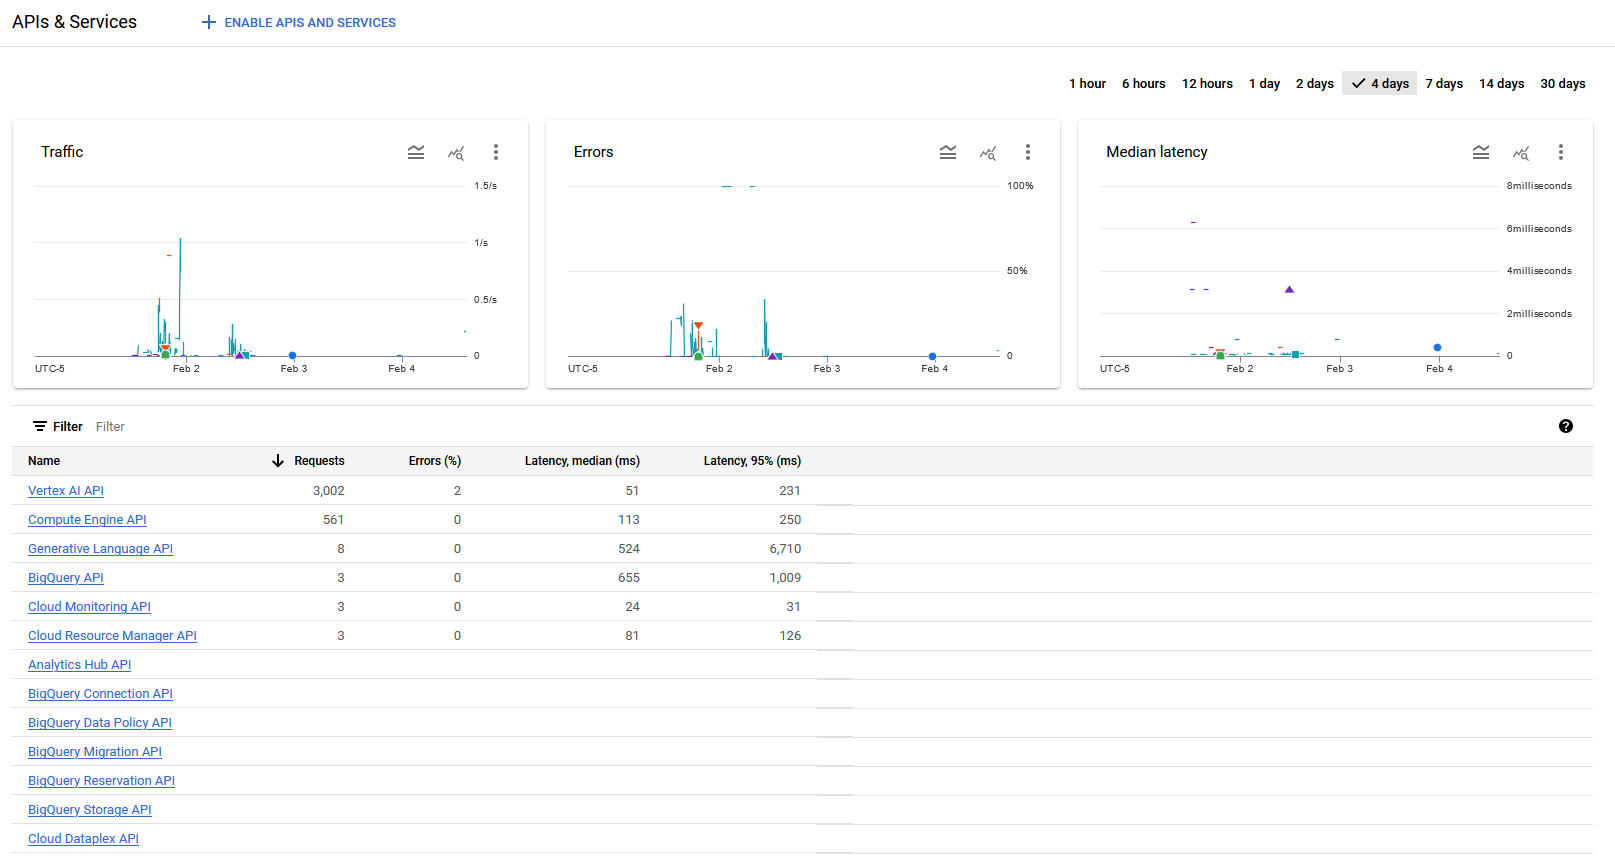 APIs & Services
ENABLE APIS AND SERVICES
1 hour 6 hours 12 hours 1 day 2 days 4 days 7 days 14 days 30 days
Traffic
1.5/s
1/s
0.5/s
0
UTC-5 Feb 2 Feb 3 Feb 4
Errors
100%
50%
0
UTC-5 Feb 2 Feb 3 Feb 4
Median latency
8milliseconds
6milliseconds
4milliseconds
2milliseconds
0
UTC-5 Feb 2 Feb 3 Feb 4
Filter Filter
Name Requests Errors (%) Latency, median (ms) Latency, 95% (ms)
Vertex AI API 3,002 2 51 231
Compute Engine API 561 0 113 250
Generative Language API 8 0 524 6,710
BigQuery API 3 0 655 1,009
Cloud Monitoring API 3 0 24 31
Cloud Resource Manager API 3 0 81 126
Analytics Hub API
BigQuery Connection API
BigQuery Data Policy API
BigQuery Migration API
BigQuery Reservation API
BigQuery Storage API
Cloud Dataplex API